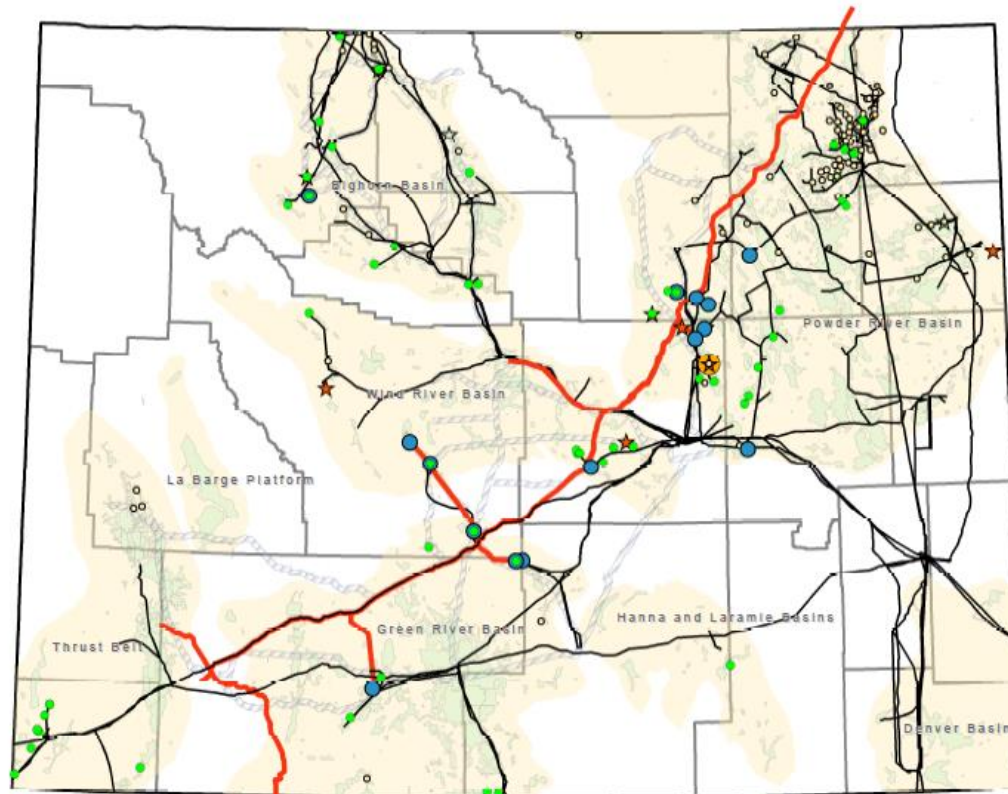 Bighorn Basin
Powder River Basin
Wind River Basin
La Barge Platform
Hanna and Laramie Basins
Green River Basin
Thrust Belt
Denver Basin